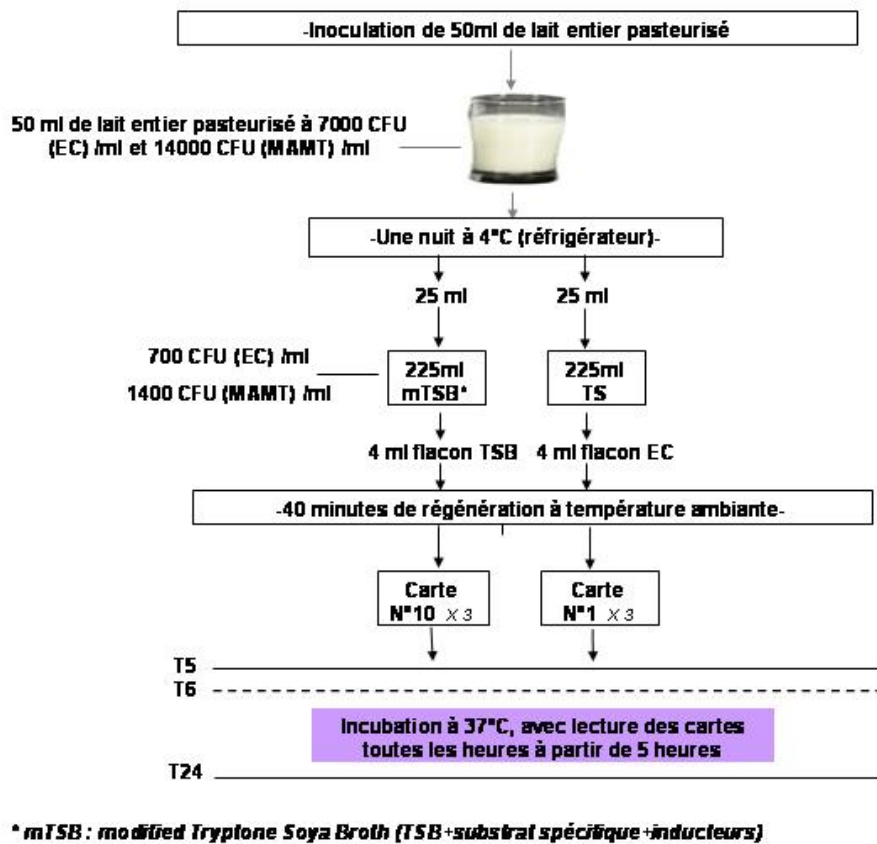 -Inoculation de 50ml de lait entier pasteurisé
50 ml de lait entier pasteurisé à 7000 CFU
(EC) /ml et 14000 CFU (MAMT) /ml
-Une nuit à 4°C (réfrigérateur)-
25 ml 25 ml
700 CFU (EC) /ml
1400 CFU (MAMT) /ml
225ml
mTSB*
225ml
TS
4 ml flacon TSB 4 ml flacon EC
-40 minutes de régénération à température ambiante-
Carte
N°10 X 3
Carte
N°1 X 3
T5
T6
Incubation à 37°C, avec lecture des cartes
toutes les heures à partir de 5 heures
T24
* mTSB : modified Tryptone Soya Broth (TSB+substrat spécifique+inducteurs)